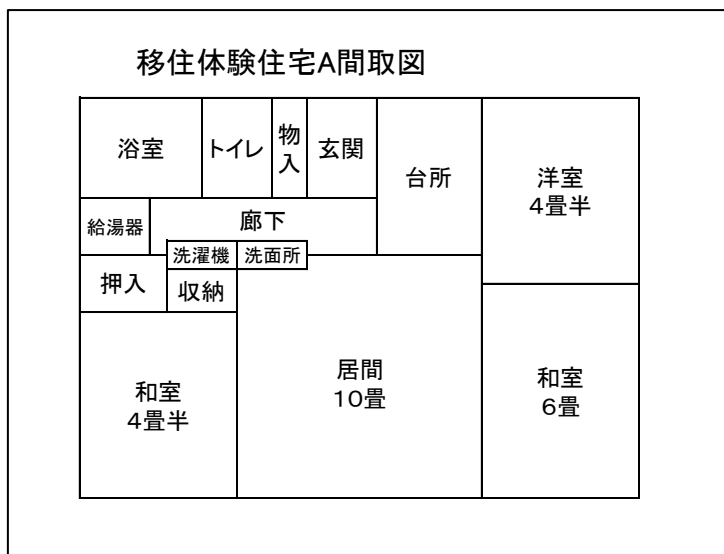 移住体験住宅A間取図
浴室
トイレ
物
入
玄関
台所
洋室
4畳半
給湯器
廊下
洗濯機
洗面所
押入
収納
和室
4畳半
居間
10畳
和室
6畳